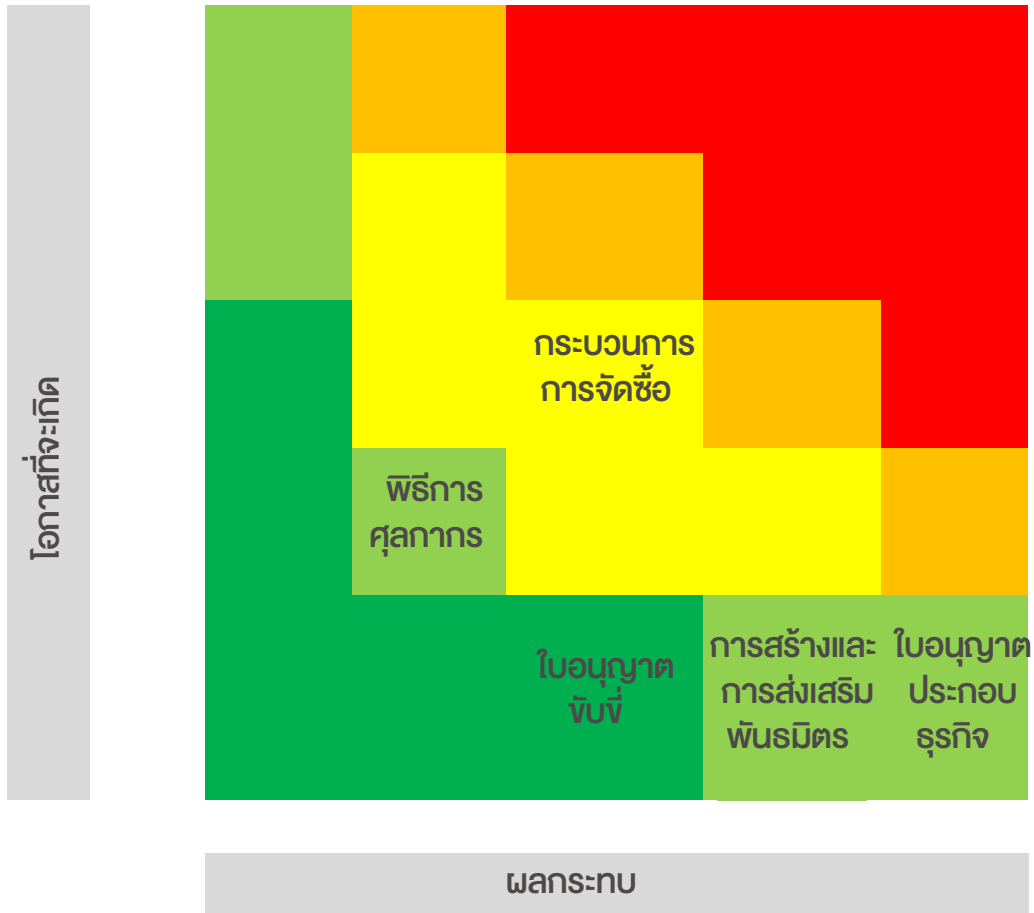 โอกาสที่จะเกิด
กระบวนการ
การจัดซื้อ
พิธีการ
ศุลกากร
ใบอนุญาต
ขับขี่
การสร้างและ
การส่งเสริม
พันธมิตร
ใบอนุญาต
ประกอบ
ธุรกิจ
ผลกระทบ